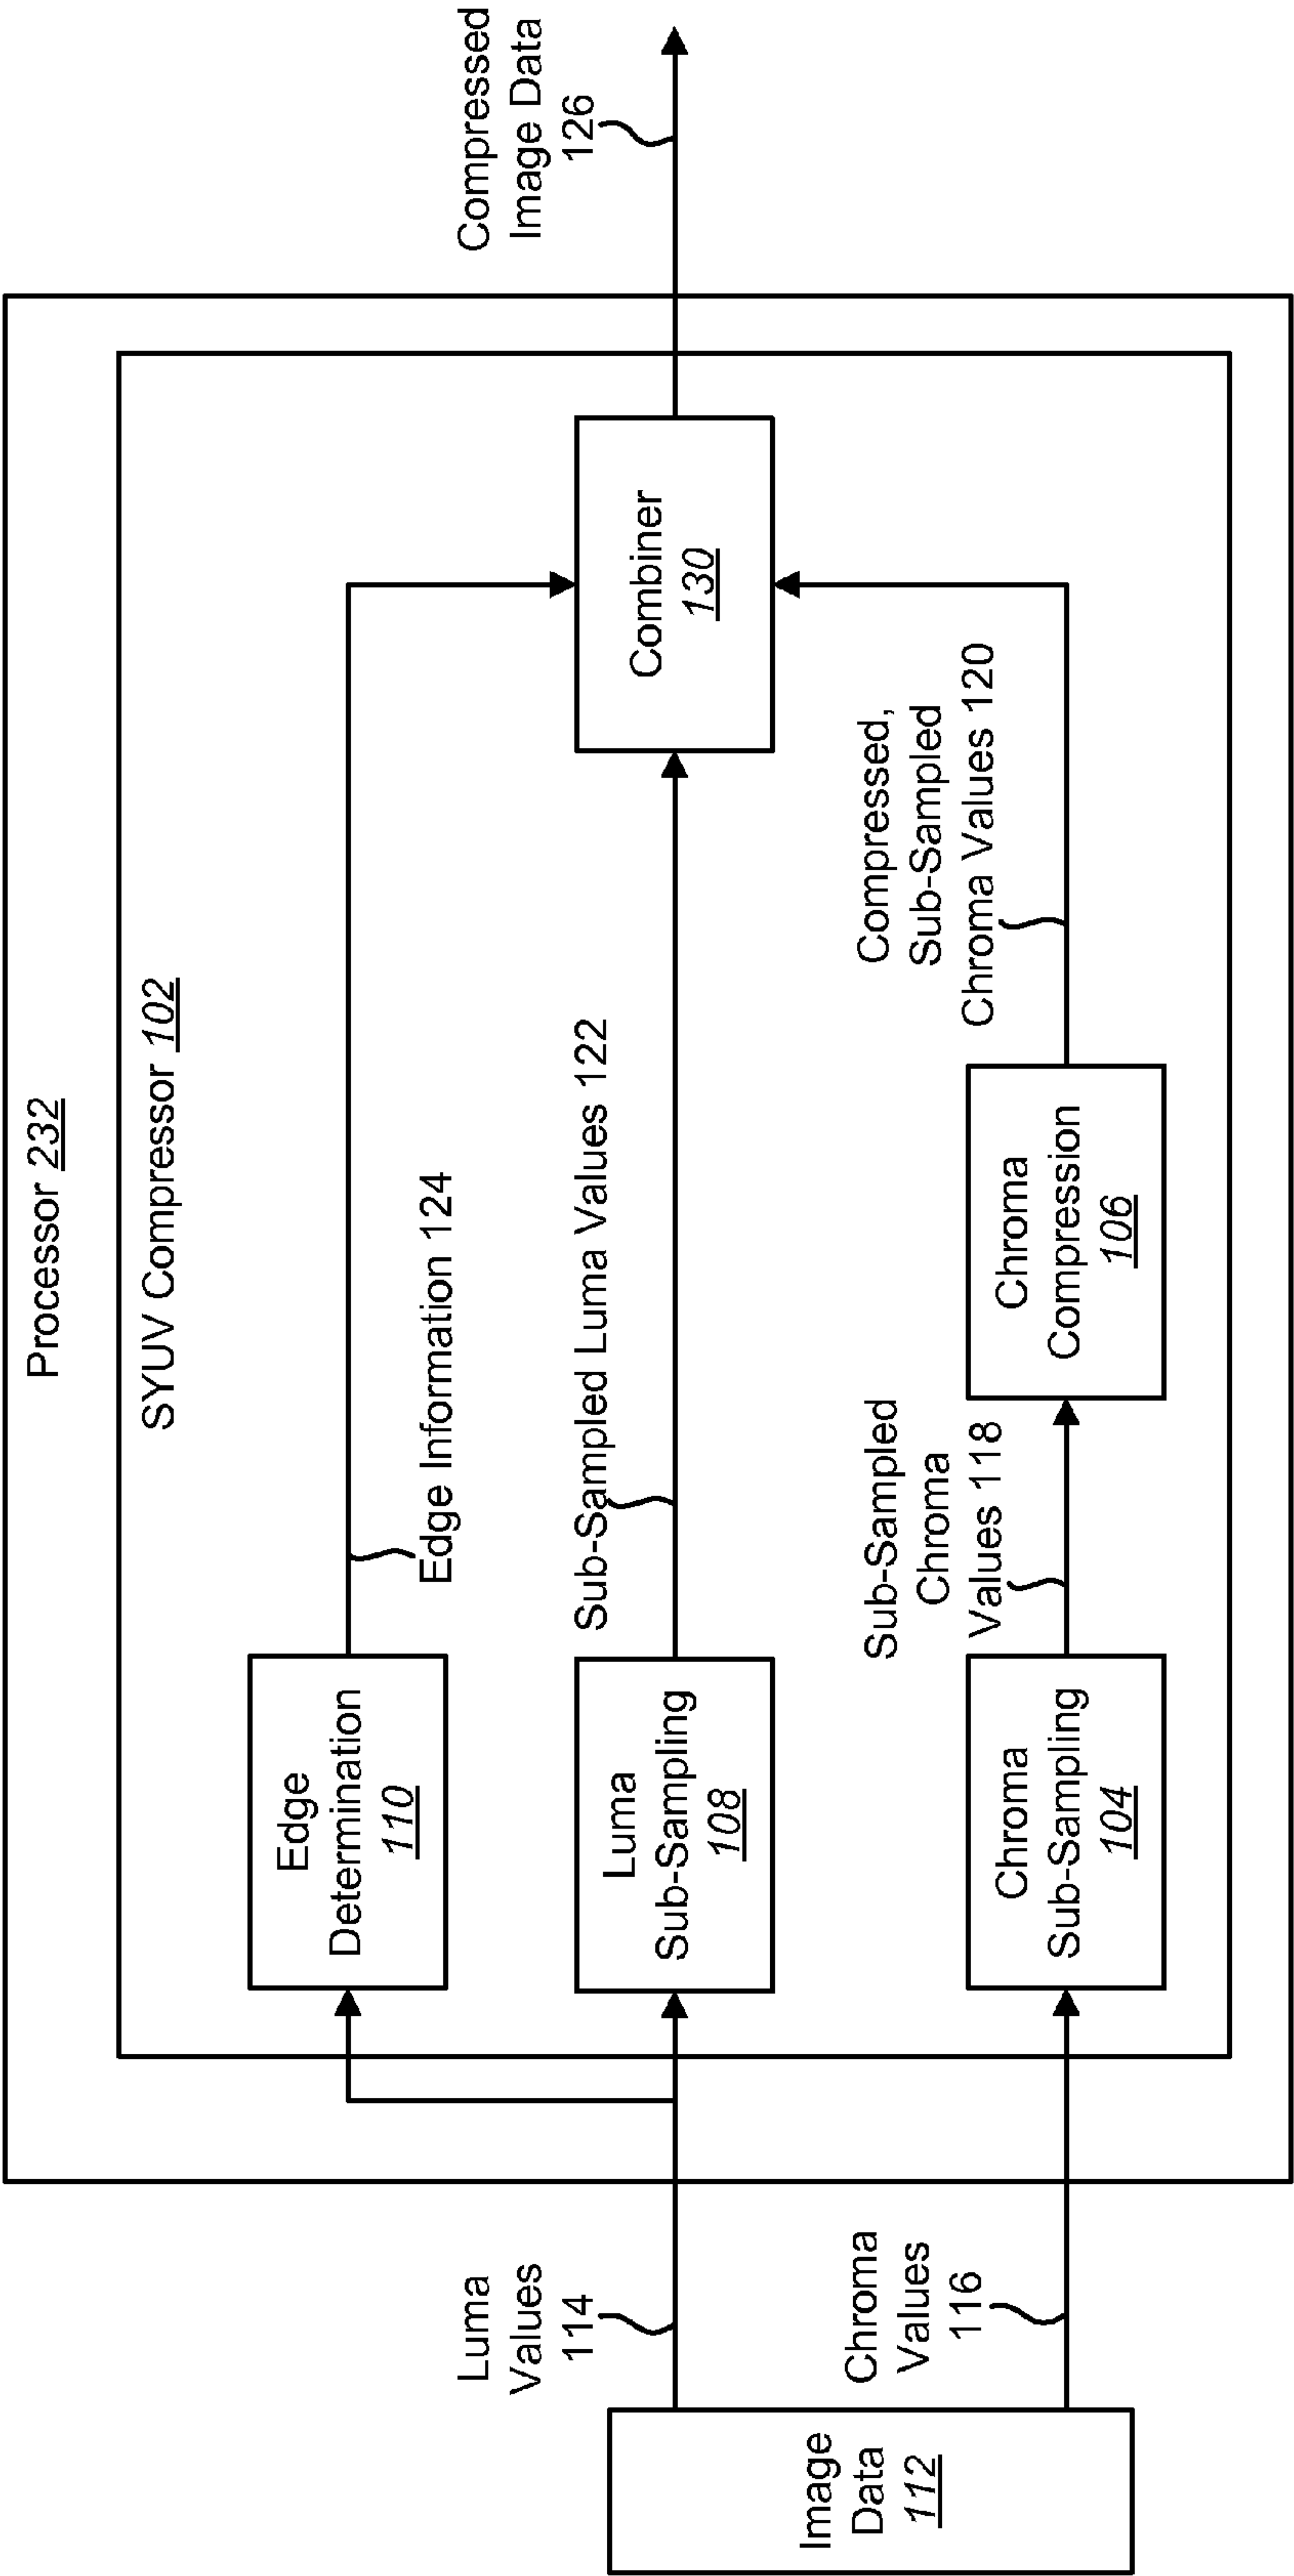 Processor 232
SYUV Compressor 102
Image
Data
112
Luma
Values
114
Chroma
Values
116
Edge
Determination
110
Luma
Sub-Sampling
108
Chroma
Sub-Sampling
104
Edge Information 124
Sub-Sampled Luma Values 122
Sub-Sampled
Chroma
Values 118
Chroma
Compression
106
Compressed,
Sub-Sampled
Chroma Values 120
Combiner
130
Compressed
Image Data
126